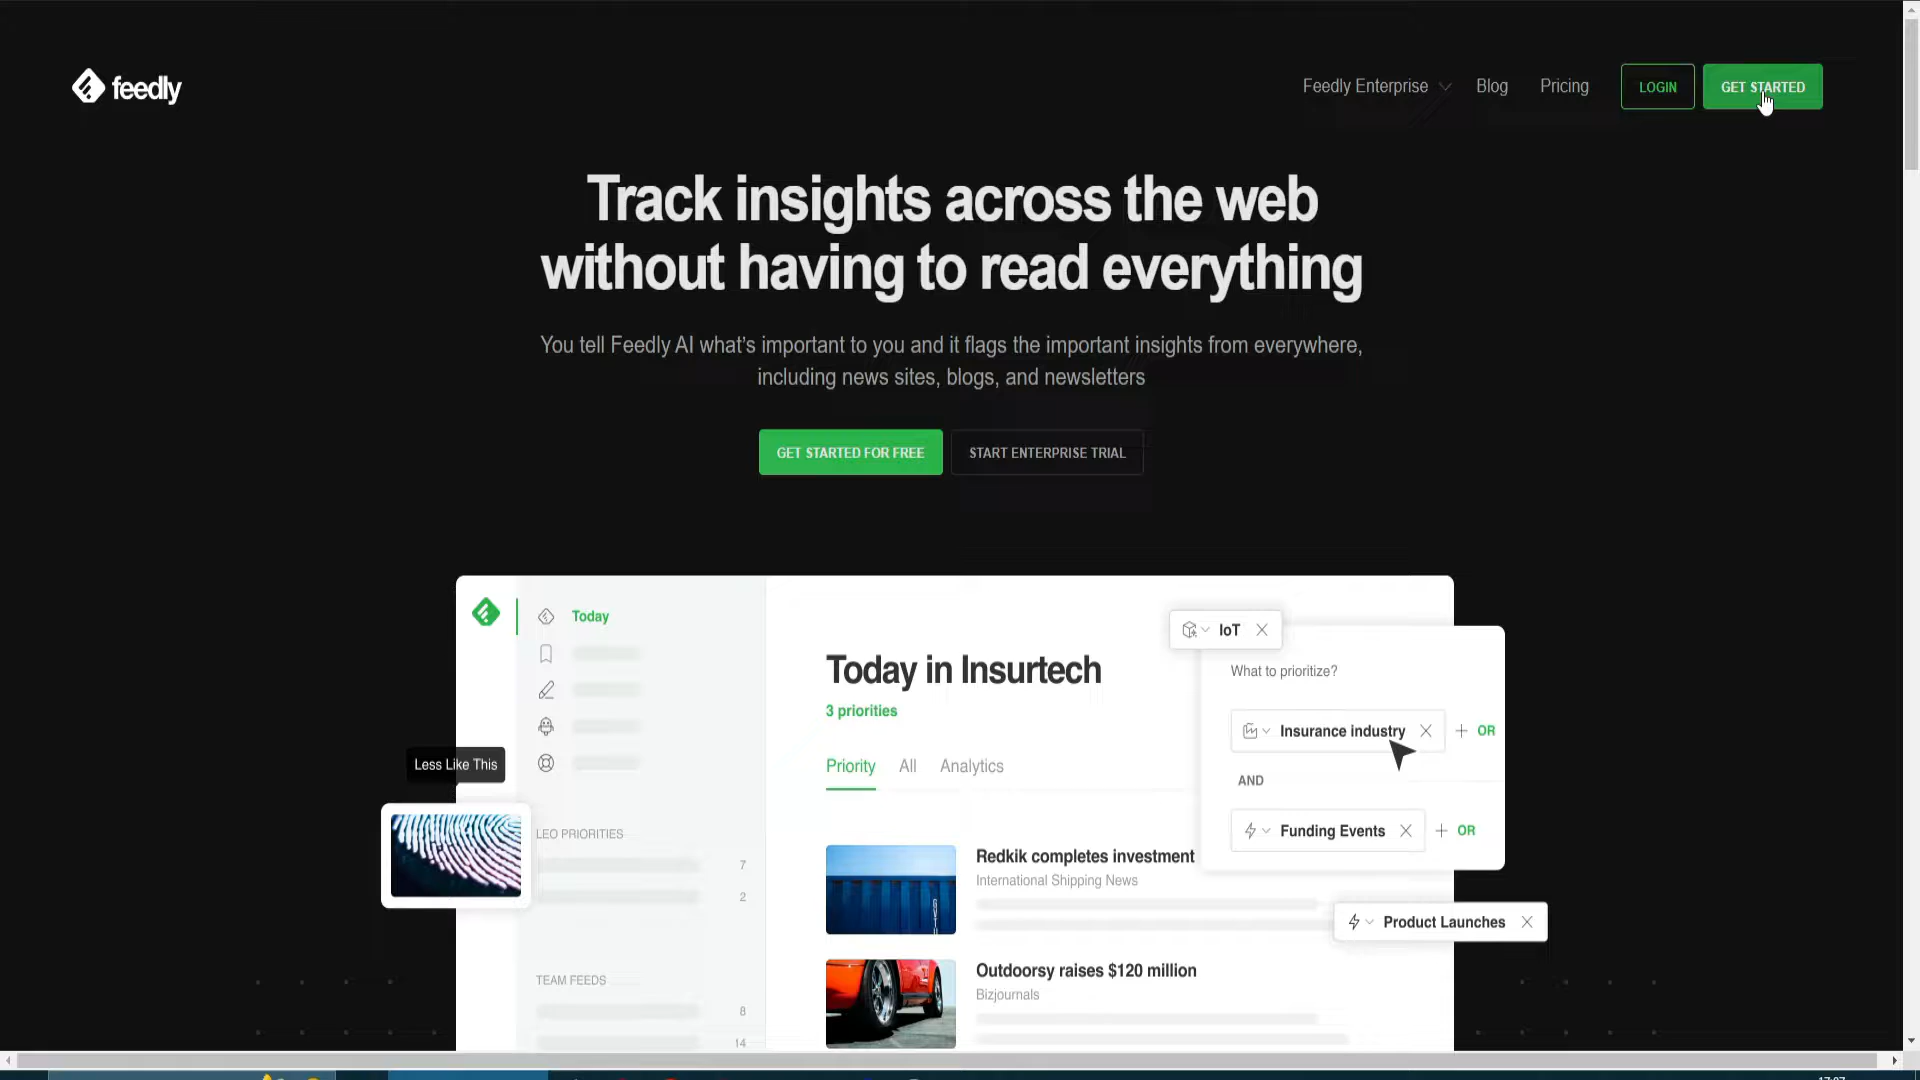 feedly
Feedly Enterprise
Blog
Pricing
LOGIN
GET STARTED
Track insights across the web
without having to read everything
You tell Feedly AI what's important to you and it flags the important insights from everywhere,
including news sites, blogs, and newsletters
GET STARTED FOR FREE
START ENTERPRISE TRIAL
Today
Less Like This
LEO PRIORITIES
7
2
TEAM FEEDS
8
14
Today in Insurtech
3 priorities
Priority
All
Analytics
Redkik completes investment
International Shipping News
Outdoorsy raises $120 million
Bizjournals
IoT
What to prioritize?
Insurance industry
OR
AND
Funding Events
OR
Product Launches